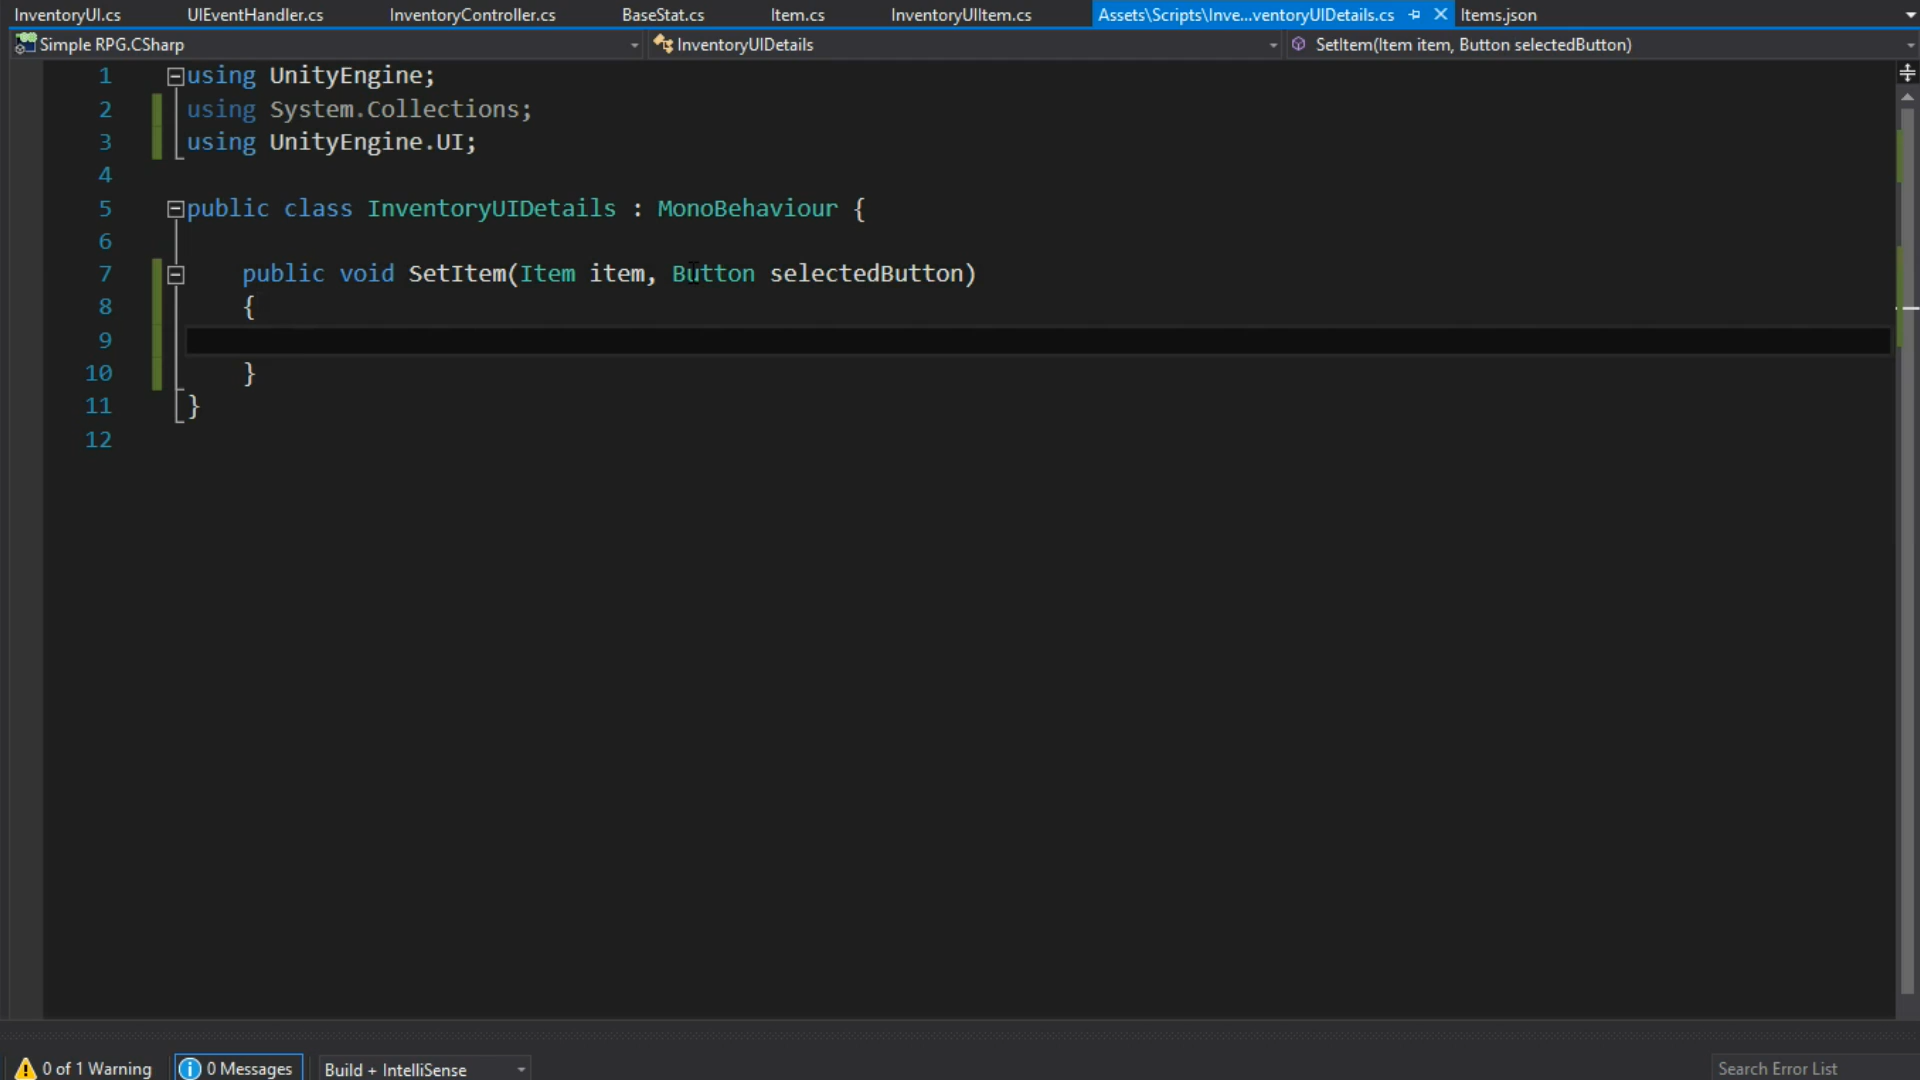 InventoryUI.cs UIEventHandler.cs InventoryController.cs BaseStat.cs Item.cs InventoryUIItem.cs Assets\Scripts\Inve...ventoryUIDetails.cs Items.json
Simple RPG.CSharp InventoryUIDetails SetItem(Item item, Button selectedButton)
1 using UnityEngine;
2 using System.Collections;
3 using UnityEngine.UI;
4
5 public class InventoryUIDetails : MonoBehaviour {
6
7 public void SetItem(Item item, Button selectedButton)
8 {
9
10 }
11 }
12
0 of 1 Warning 0 Messages Build + IntelliSense Search Error List